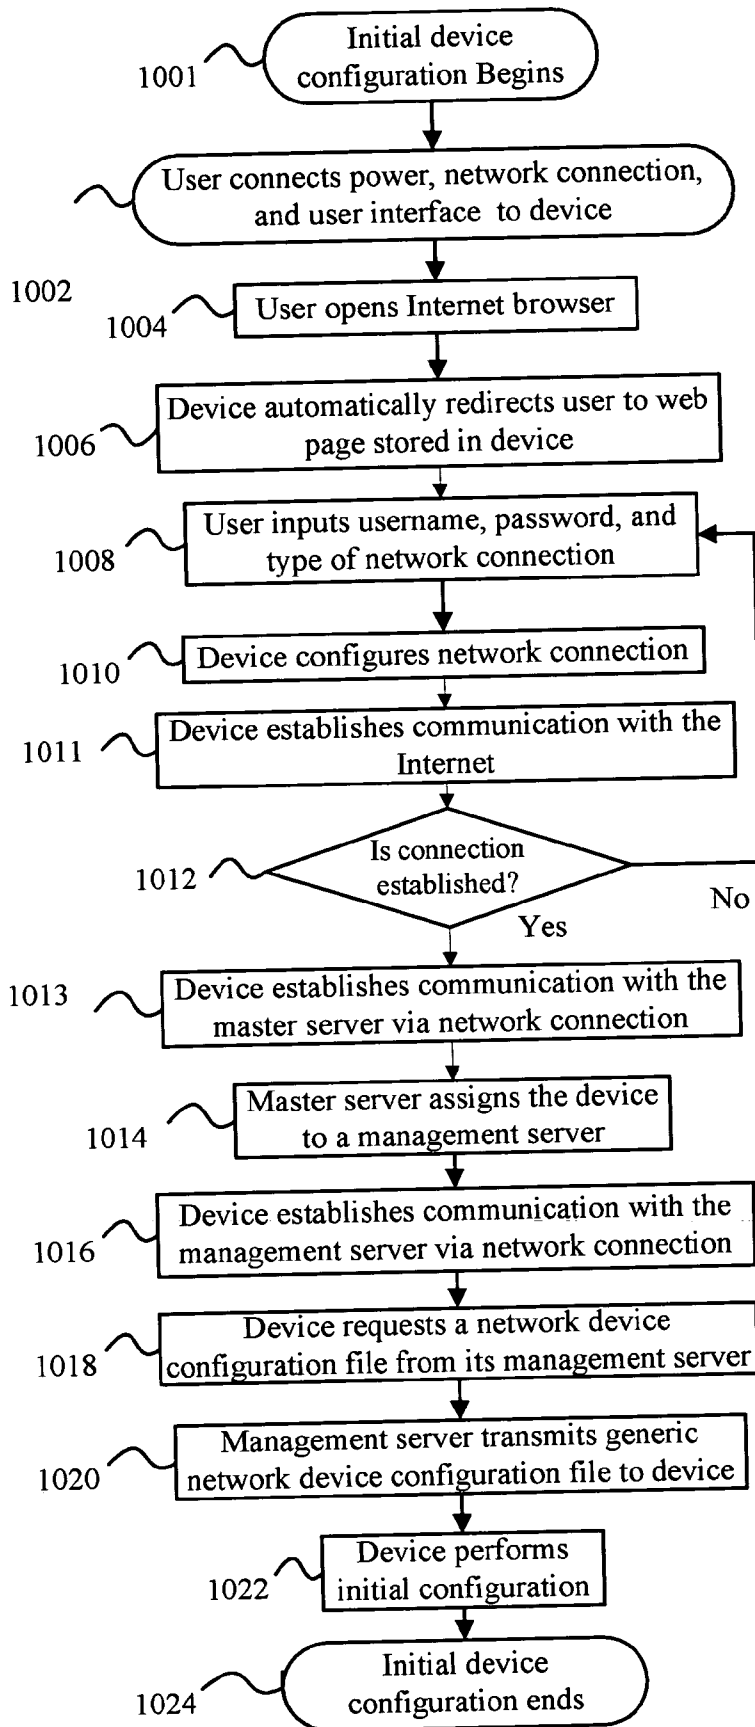 Initial device
configuration Begins
1001
User connects power, network connection,
and user interface to device
1002
User opens Internet browser
1004
Device automatically redirects user to web
page stored in device
1006
User inputs username, password, and
type of network connection
1008
Device configures network connection
1010
Device establishes communication with the
Internet
1011
Is connection
established?
1012
No
Yes
Device establishes communication with the
master server via network connection
1013
Master server assigns the device
to a management server
1014
Device establishes communication with the
management server via network connection
1016
Device requests a network device
configuration file from its management server
1018
Management server transmits generic
network device configuration file to device
1020
Device performs
initial configuration
1022
Initial device
configuration ends
1024